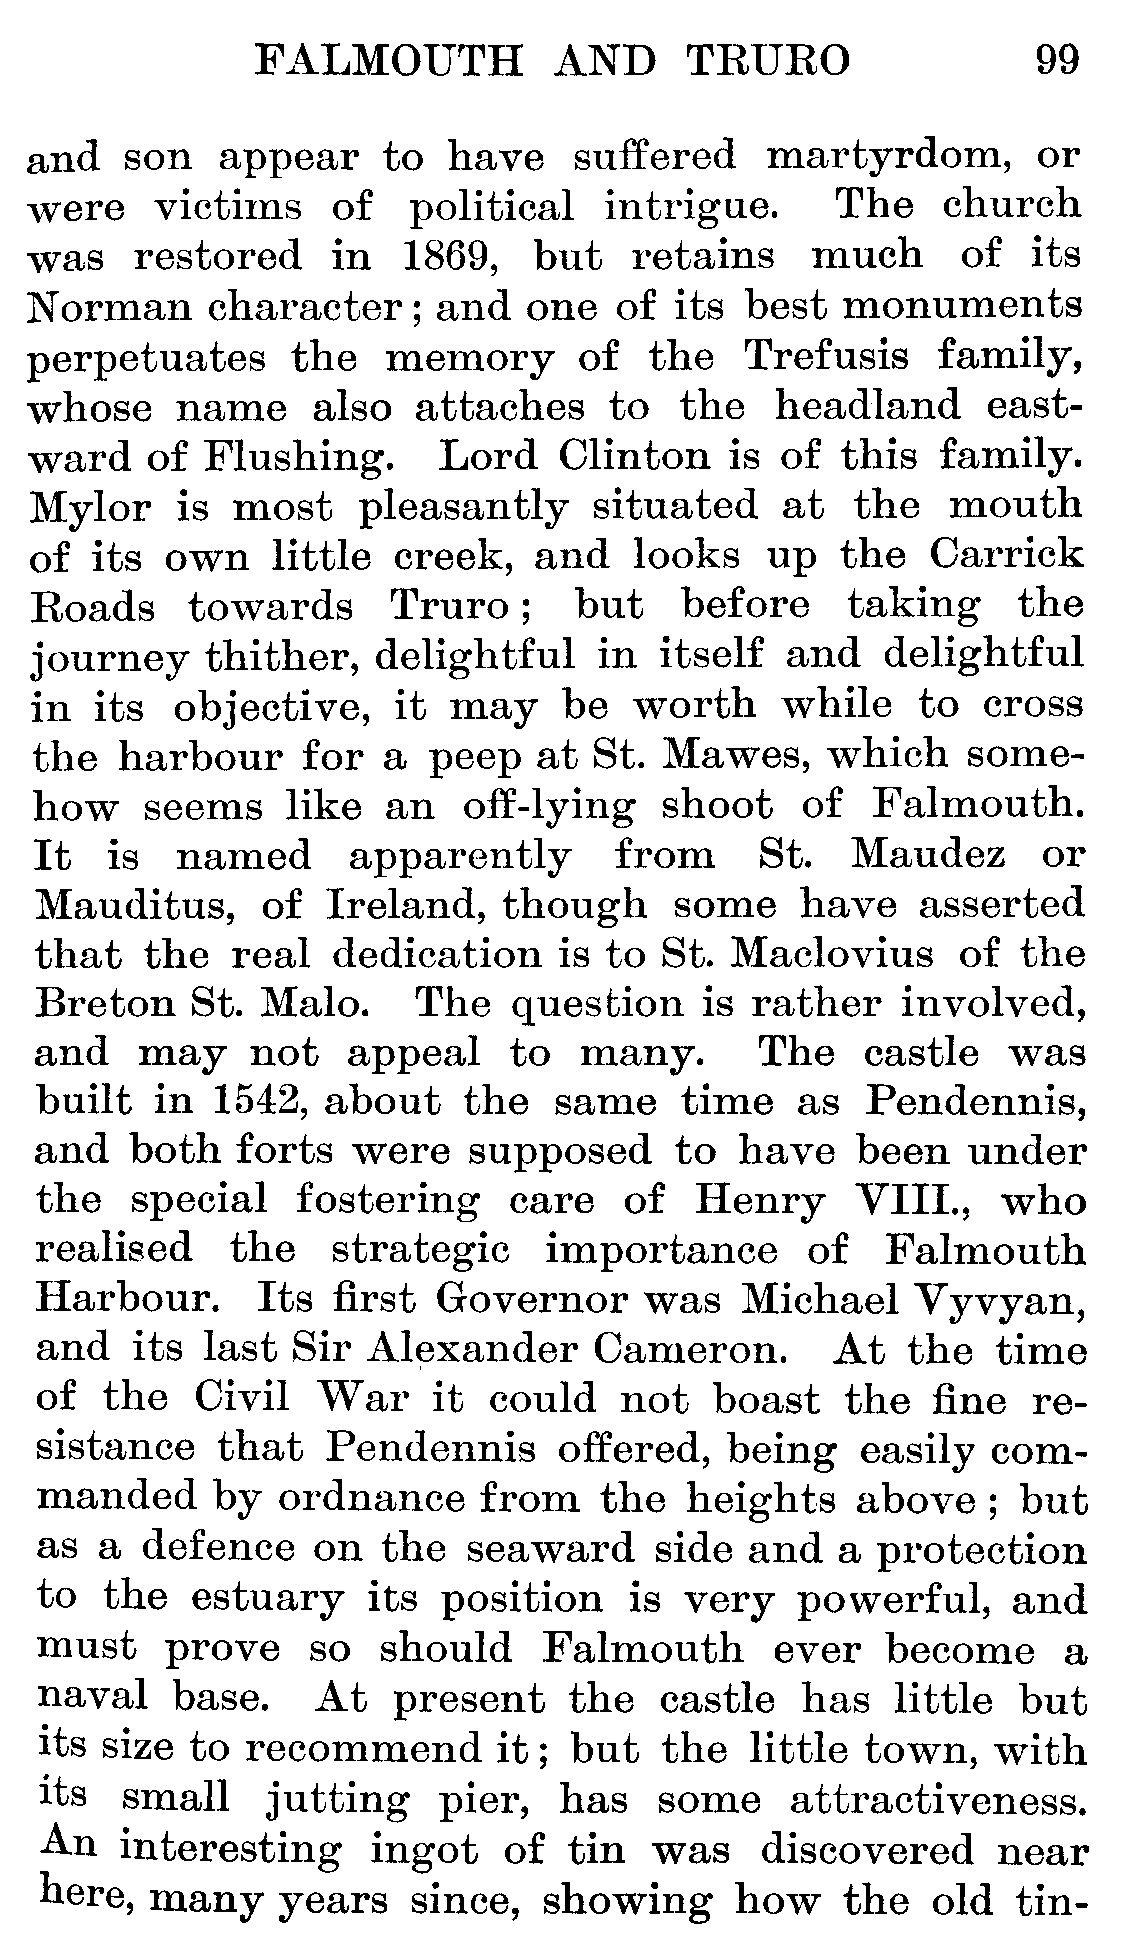 FALMOUTH AND TRURO 99
and son appear to have suffered martyrdom, or
were victims of political intrigue. The church
was restored in 1869, but retains much of its
Norman character; and one of its best monuments
perpetuates the memory of the Trefusis family,
whose name also attaches to the headland east-
ward of Flushing. Lord Clinton is of this family.
Mylor is most pleasantly situated at the mouth
of its own little creek, and looks up the Carrick
Roads towards Truro; but before taking the
journey thither, delightful in itself and delightful
in its objective, it may be worth while to cross
the harbour for a peep at St. Mawes, which some-
how seems like an off-lying shoot of Falmouth.
It is named apparently from St. Maudez or
Mauditus, of Ireland, though some have asserted
that the real dedication is to St. Maclovius of the
Breton St. Malo. The question is rather involved,
and may not appeal to many. The castle was
built in 1542, about the same time as Pendennis,
and both forts were supposed to have been under
the special fostering care of Henry VIII., who
realised the strategic importance of Falmouth
Harbour. Its first Governor was Michael Vyvyan,
and its last Sir Alexander Cameron. At the time
of the Civil War it could not boast the fine re-
sistance that Pendennis offered, being easily com-
manded by ordnance from the heights above; but
as a defence on the seaward side and a protection
to the estuary its position is very powerful, and
must prove so should Falmouth ever become a
naval base. At present the castle has little but
its size to recommend it; but the little town, with
its small jutting pier, has some attractiveness.
An interesting ingot of tin was discovered near
here, many years since, showing how the old tin-